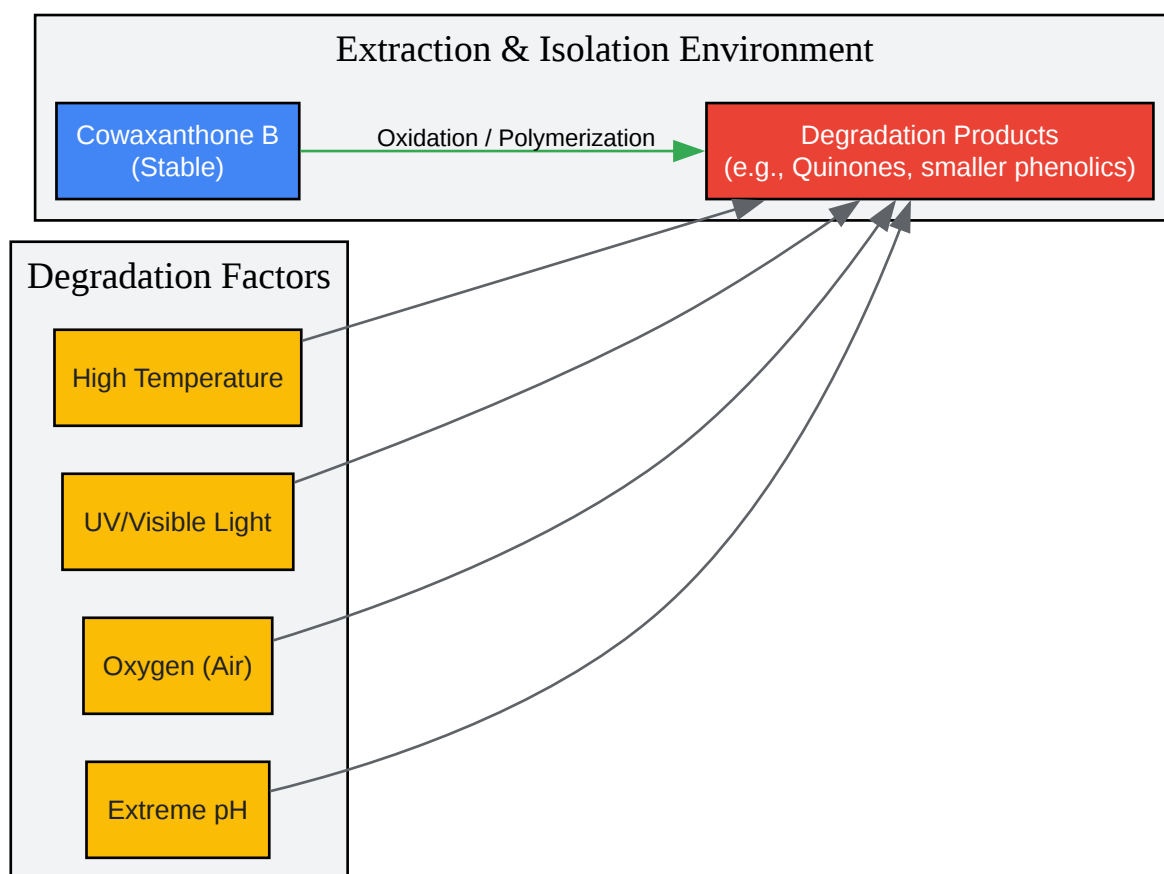 Extraction & Isolation Environment
Cowaxanthone B
(Stable)
Oxidation / Polymerization
Degradation Products
(e.g., Quinones, smaller phenolics)
Degradation Factors
High Temperature
UV/Visible Light
Oxygen (Air)
Extreme pH